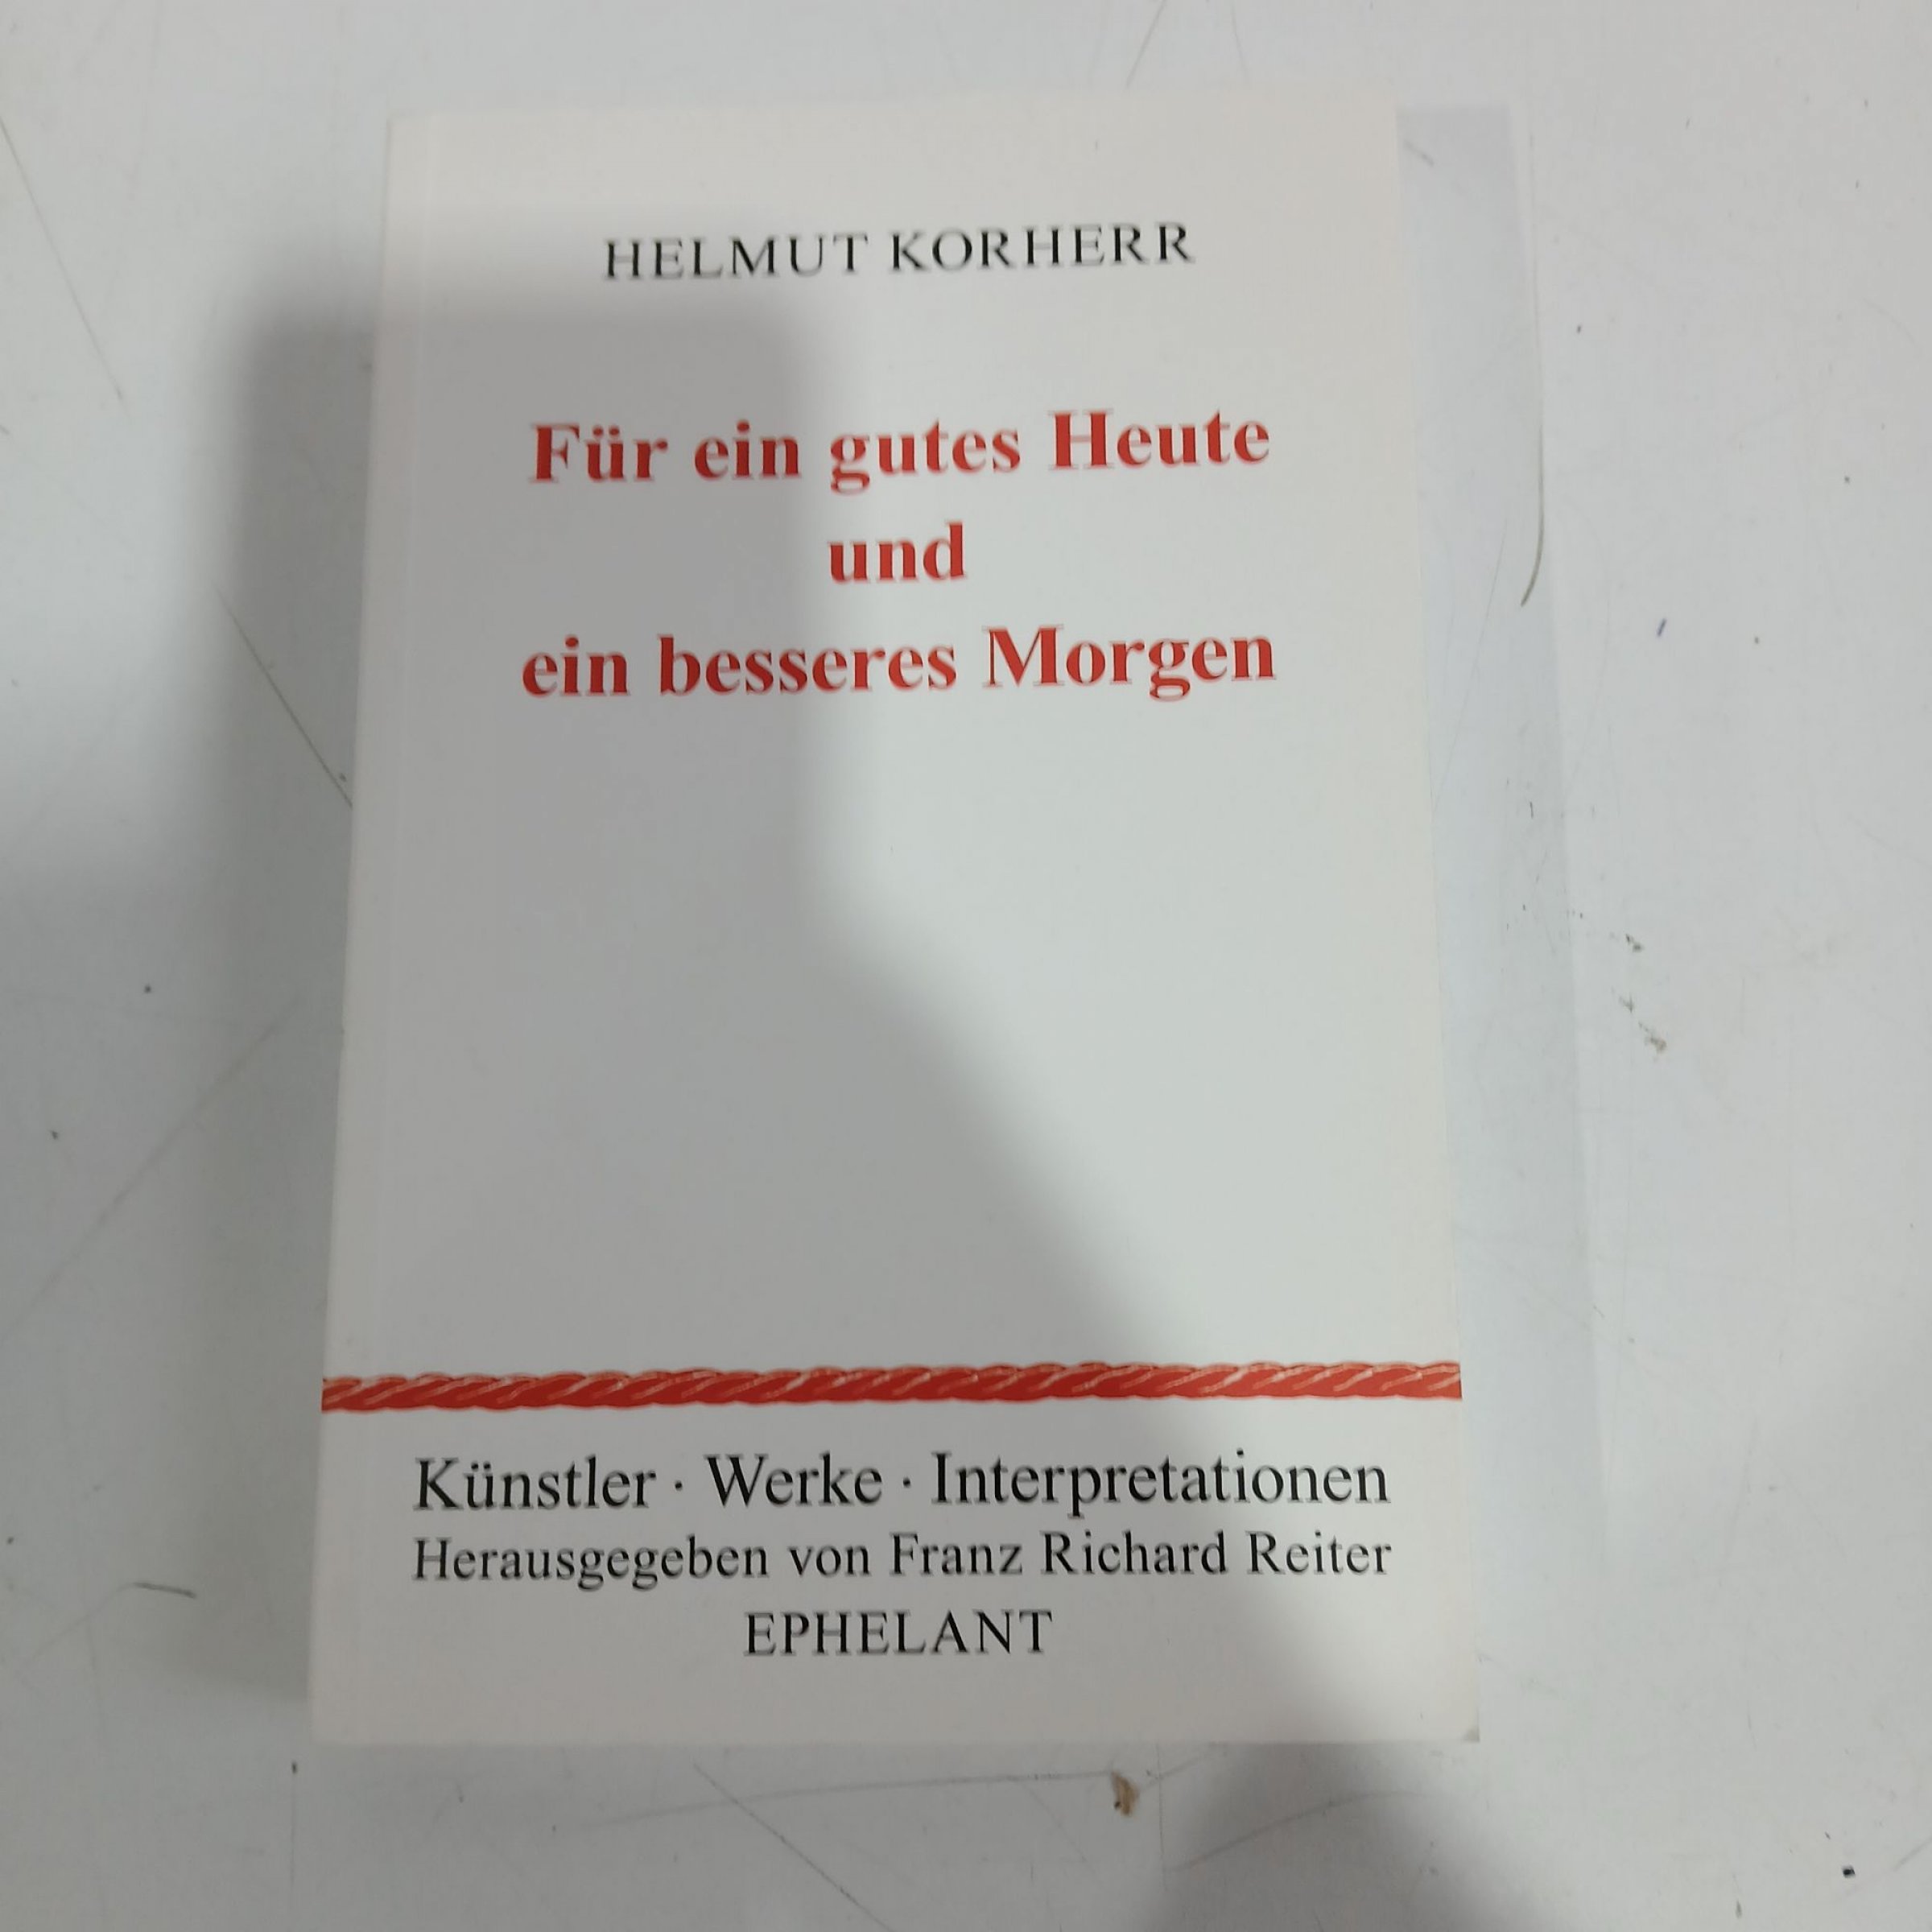 HELMUT KORHERR
Für ein gutes Heute
und
ein besseres Morgen
Künstler · Werke · Interpretationen
Herausgegeben von Franz Richard Reiter
EPHELANT